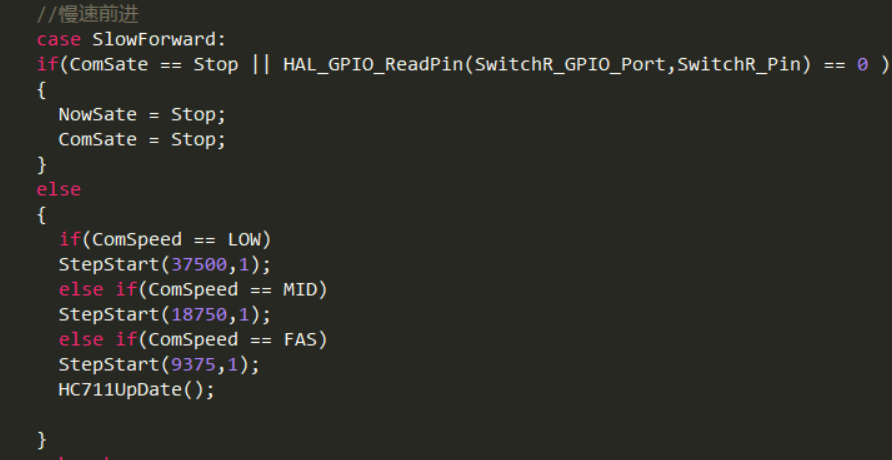 //慢速前进
case SlowForward:
if(ComSate == Stop || HAL_GPIO_ReadPin(SwitchR_GPIO_Port,SwitchR_Pin) == 0 )
{
NowSate = Stop;
ComSate = Stop;
}
else
{
if(ComSpeed == LOW)
StepStart(37500,1);
else if(ComSpeed == MID)
StepStart(18750,1);
else if(ComSpeed == FAS)
StepStart(9375,1);
HC711UpDate();
}